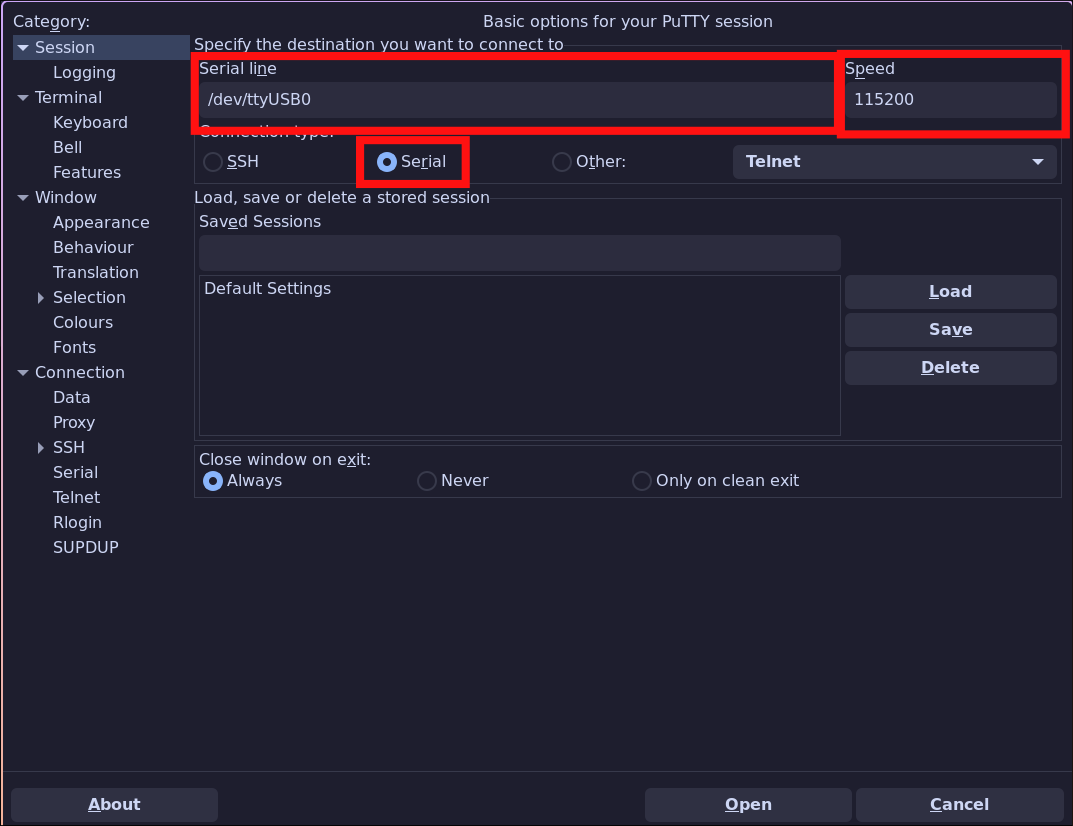 Category:
Basic options for your PuTTY session
Session
Logging
Terminal
Keyboard
Bell
Features
Window
Appearance
Behaviour
Translation
Selection
Colours
Fonts
Connection
Data
Proxy
SSH
Serial
Telnet
Rlogin
SUPDUP
Specify the destination you want to connect to
Serial line
Speed
/dev/ttyUSB0
115200
Connection type:
SSH
Serial
Other:
Telnet
Load, save or delete a stored session
Saved Sessions
Default Settings
Load
Save
Delete
Close window on exit:
Always
Never
Only on clean exit
About
Open
Cancel